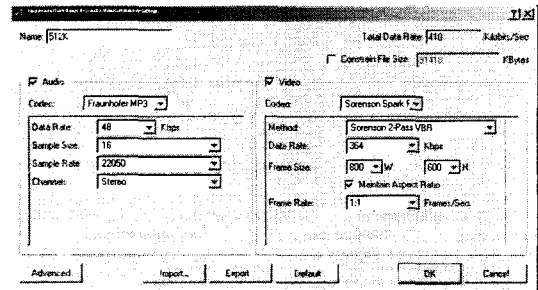 Name: 512K
Total Data Rate: 418 Kilobits/Sec
Constrain File Size: 91418 KBytes
Audio
Codec: Fraunhofer MP3
Data Rate: 48 Kbps
Sample Size: 16
Sample Rate: 22050
Channel: Stereo
Video
Codec: Sorenson Spark
Method: Sorenson 2-Pass VBR
Data Rate: 364 Kbps
Frame Size: 800 W 600 H
Maintain Aspect Ratio
Frame Rate: 1:1 Frames/Sec
Advanced Import... Export Default OK Cancel